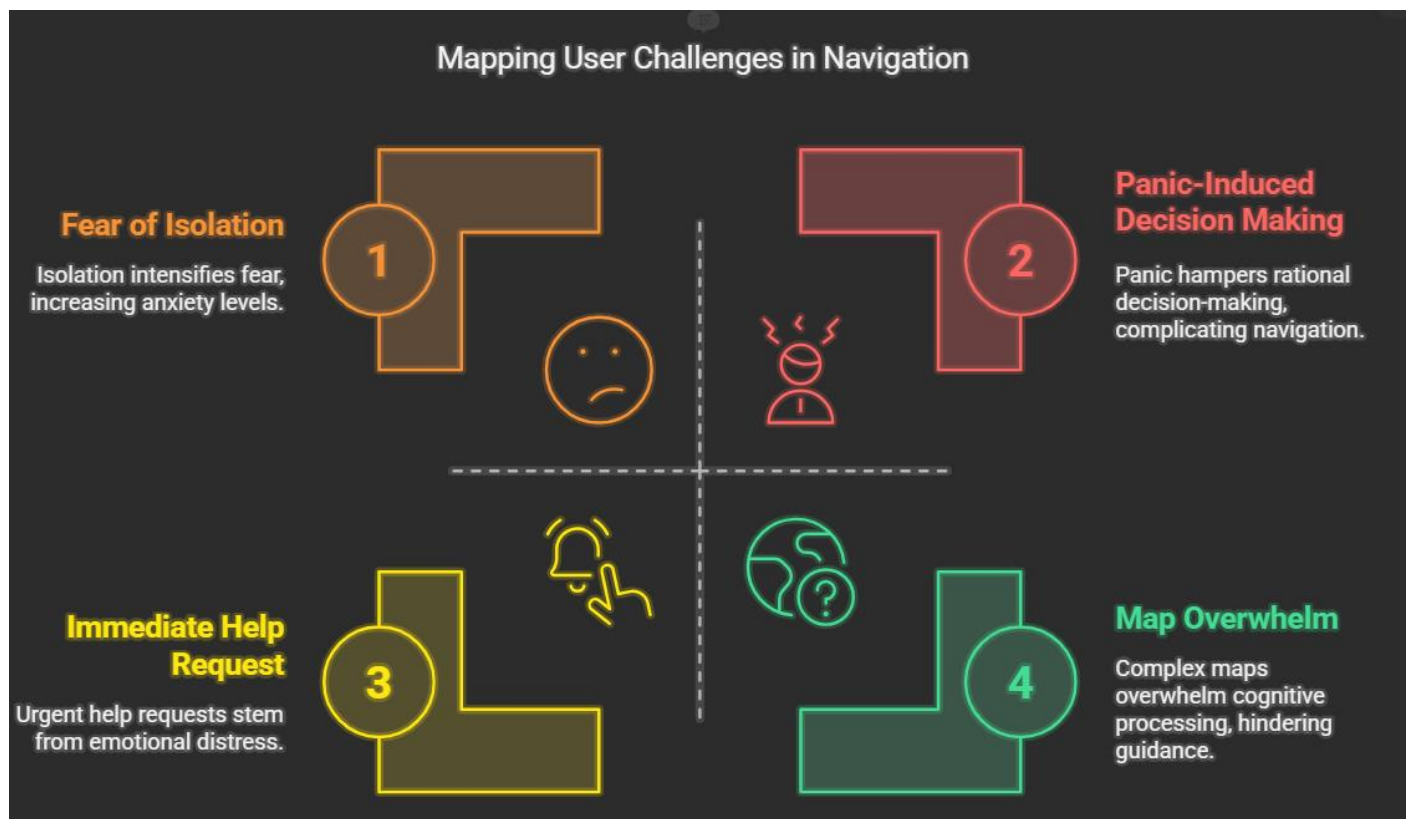 Mapping User Challenges in Navigation
Fear of Isolation
Isolation intensifies fear,
increasing anxiety levels.
1
2
Panic-Induced
Decision Making
Panic hampers rational
decision-making,
complicating navigation.
Immediate Help
Request
Urgent help requests stem
from emotional distress.
3
?
4
Map Overwhelm
Complex maps
overwhelm cognitive
processing, hindering
guidance.